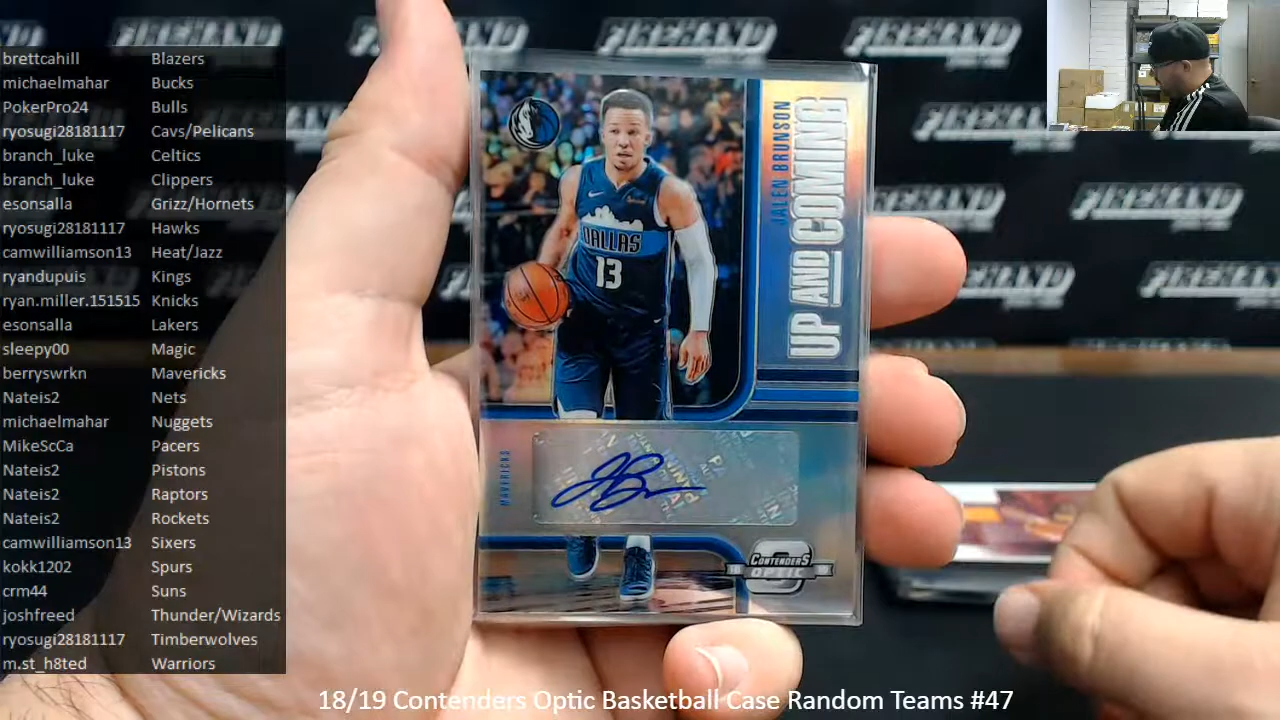 brettcahill Blazers
michaelmahar Bucks
PokerPro24 Bulls
ryosugi28181117 Cavs/Pelicans
branch_luke Celtics
branch_luke Clippers
esonsalla Grizz/Hornets
ryosugi28181117 Hawks
camwilliamson13 Heat/Jazz
ryandupuis Kings
ryan.miller.151515 Knicks
esonsalla Lakers
sleepy00 Magic
berryswrkn Mavericks
Nateis2 Nets
michaelmahar Nuggets
MikeScCa Pacers
Nateis2 Pistons
Nateis2 Raptors
Nateis2 Rockets
camwilliamson13 Sixers
kokk1202 Spurs
crm44 Suns
joshfreed Thunder/Wizards
ryosugi28181117 Timberwolves
m.st_h8ted Warriors
JALEN BRUNSON
UP AND COMING
DALLAS
13
MAVERICKS
CONTENDERS
OPTIC
18/19 Contenders Optic Basketball Case Random Teams #47